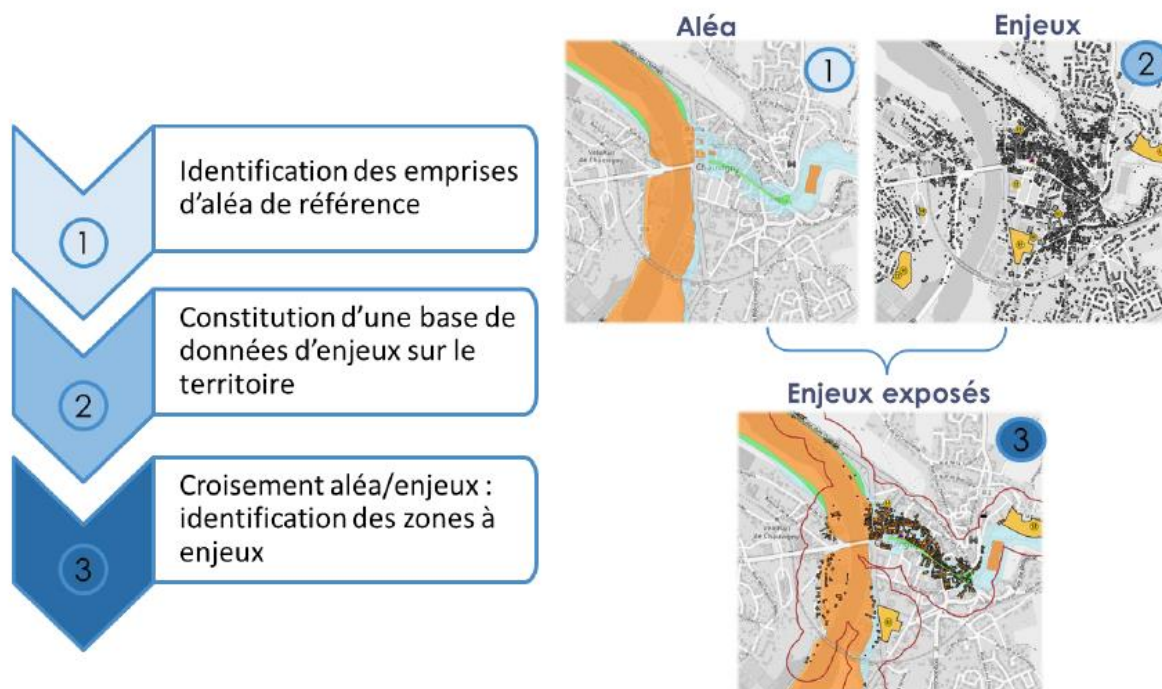 1
Identification des emprises
d'aléa de référence
2
Constitution d'une base de
données d'enjeux sur le
territoire
3
Croisement aléa/enjeux :
identification des zones à
enjeux
Aléa
1
Chauvigny
Enjeux
2
Enjeux exposés
3